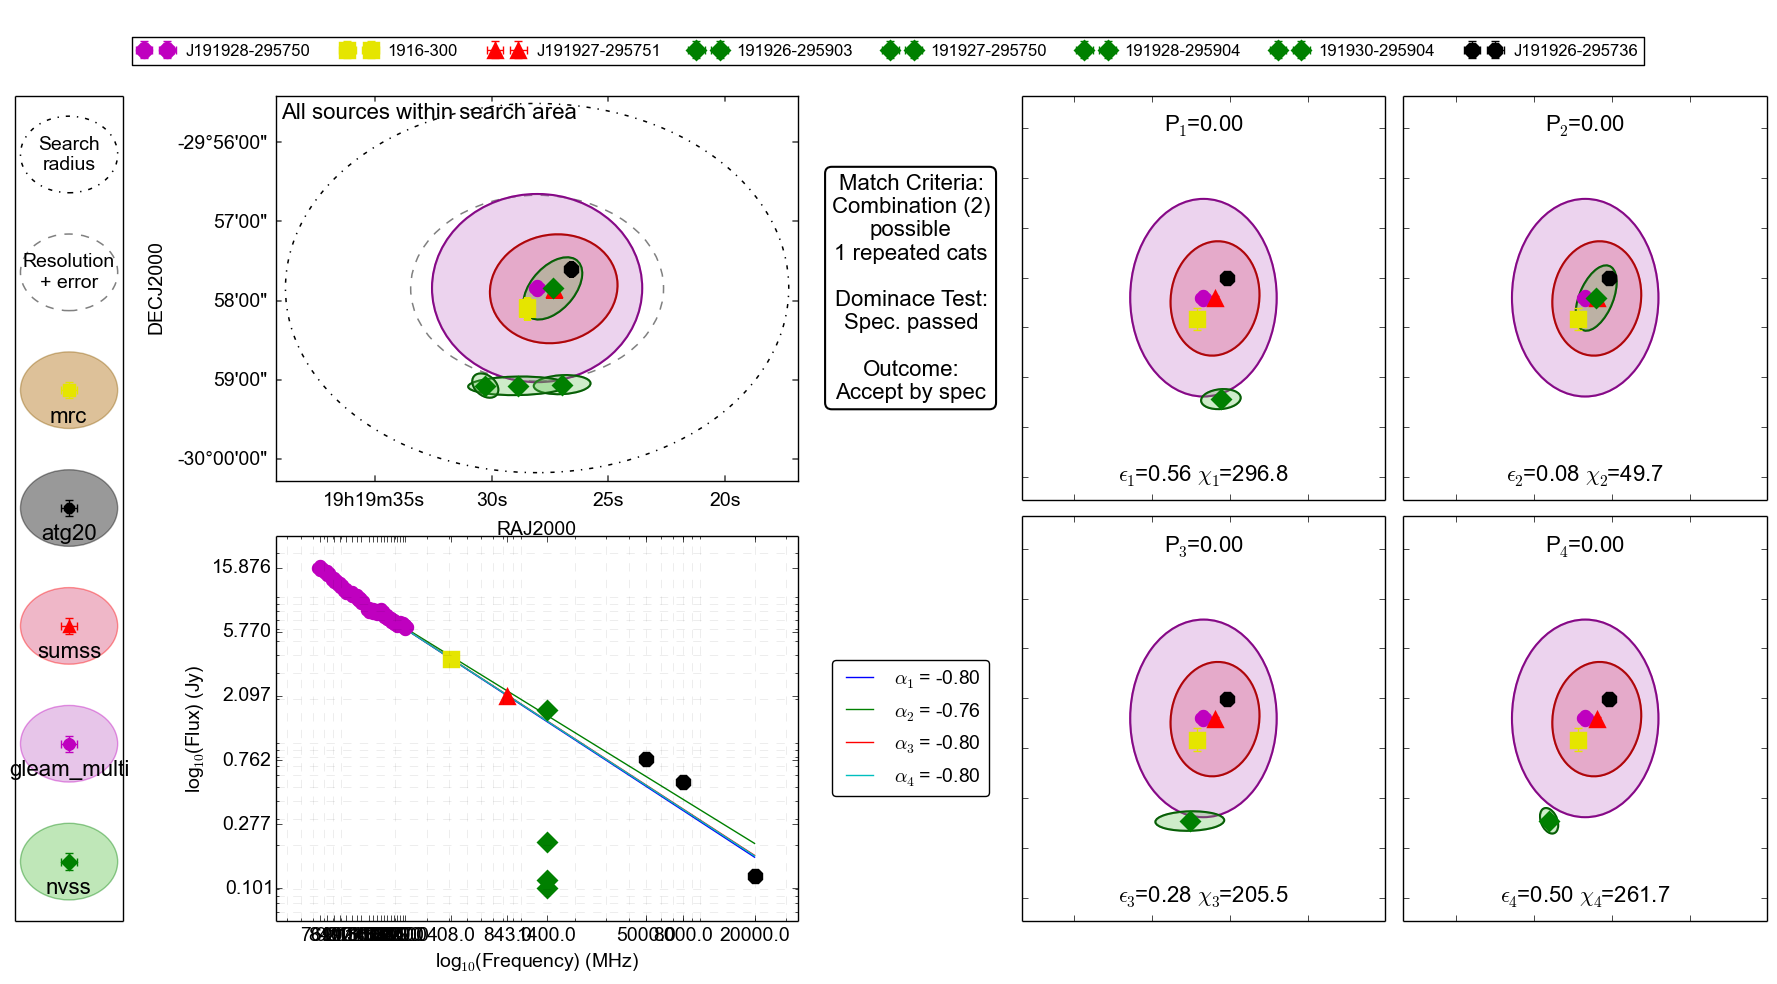 J191928-295750
1916-300
J191927-295751
191926-295903
191927-295750
191928-295904
191930-295904
J191926-295736
Search
radius
Resolution
+ error
mrc
atg20
sumss
gleam_multi
nvss
All sources within search area
DECJ2000
-29°56'00"
57'00"
58'00"
59'00"
-30°00'00"
19h19m35s
30s
25s
20s
RAJ2000
Match Criteria:
Combination (2)
possible
1 repeated cats
Dominace Test:
Spec. passed
Outcome:
Accept by spec
P1=0.00
ϵ1=0.56 χ1=296.8
P2=0.00
ϵ2=0.08 χ2=49.7
log10(Flux) (Jy)
15.876
5.770
2.097
0.762
0.277
0.101
408.0
843.0
1400.0
5000.0
8000.0
20000.0
log10(Frequency) (MHz)
α1 = -0.80
α2 = -0.76
α3 = -0.80
α4 = -0.80
P3=0.00
ϵ3=0.28 χ3=205.5
P4=0.00
ϵ4=0.50 χ4=261.7